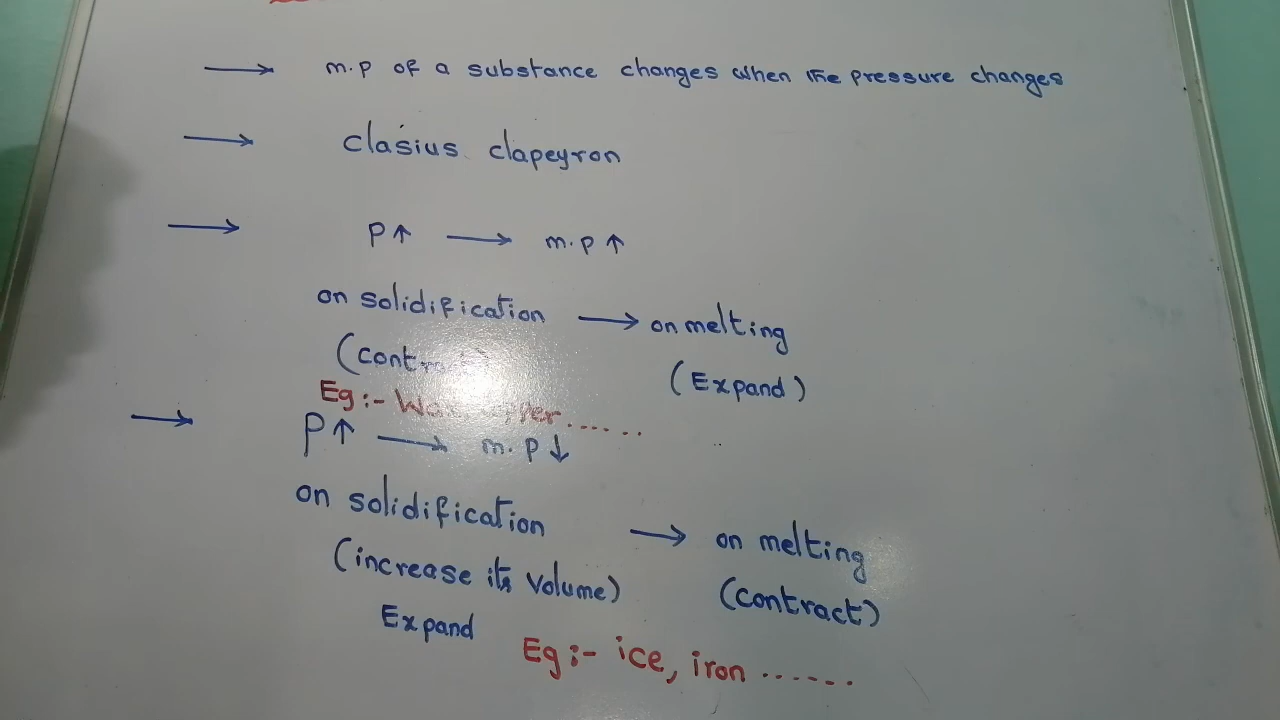 → m.p of a substance changes when the pressure changes
→ clasius clapeyron
→ P↑ → m.p↑
on solidification → on melting
(Expand)
Eg:-
→ P↑ → m.p↓
on solidification → on melting
(increase its volume) (contract)
Expand
Eg:- ice, iron ......